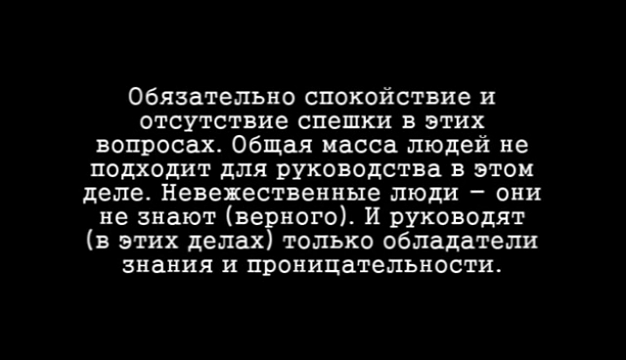 Обязательно спокойствие и
отсутствие спешки в этих
вопросах. Общая масса людей не
подходит для руководства в этом
деле. Невежественные люди – они
не знают (верного). И руководят
(в этих делах) только обладатели
знания и проницательности.